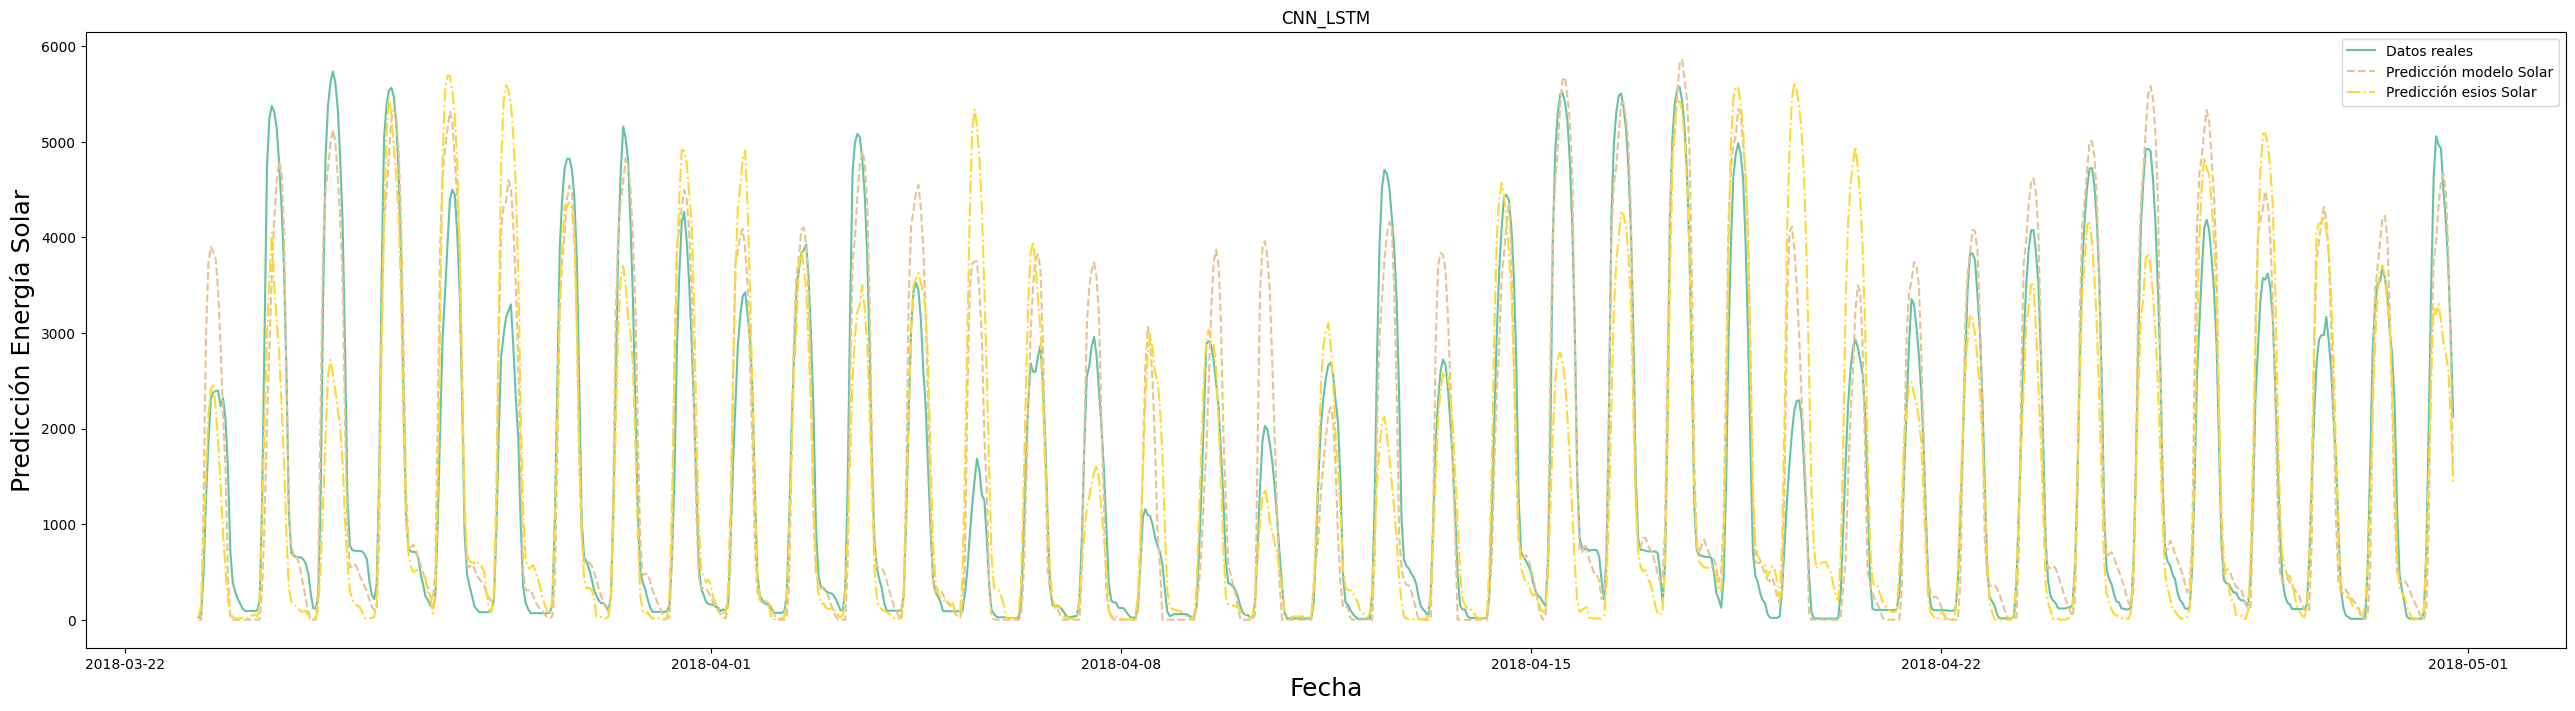 CNN_LSTM
Datos reales
Predicción modelo Solar
Predicción esios Solar
Predicción Energía Solar
6000
5000
4000
3000
2000
1000
0
2018-03-22
2018-04-01
2018-04-08
2018-04-15
2018-04-22
2018-05-01
Fecha